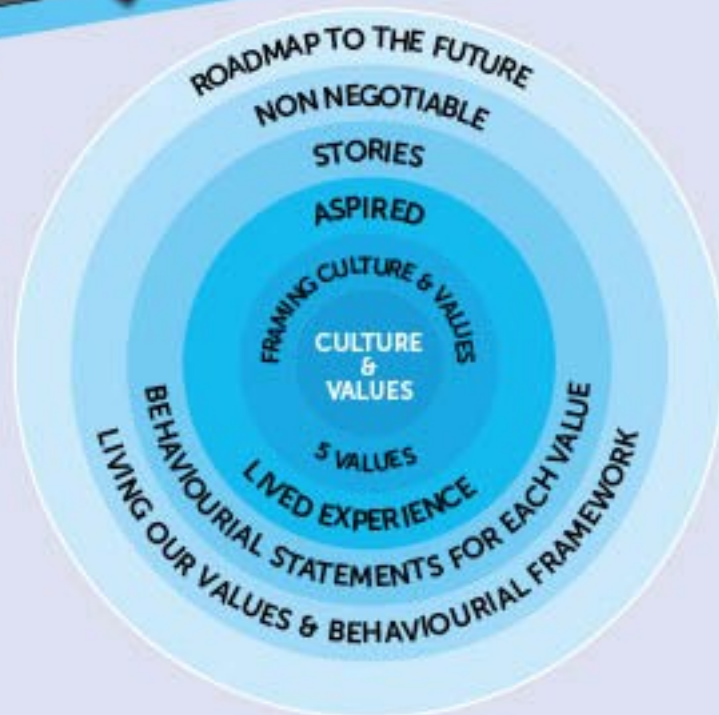 ROADMAP TO THE FUTURE
NON NEGOTIABLE
STORIES
ASPIRED
FRAMING CULTURE & VALUES
CULTURE
&
VALUES
5 VALUES
LIVED EXPERIENCE
BEHAVIOURIAL STATEMENTS FOR EACH VALUE
LIVING OUR VALUES & BEHAVIOURIAL FRAMEWORK